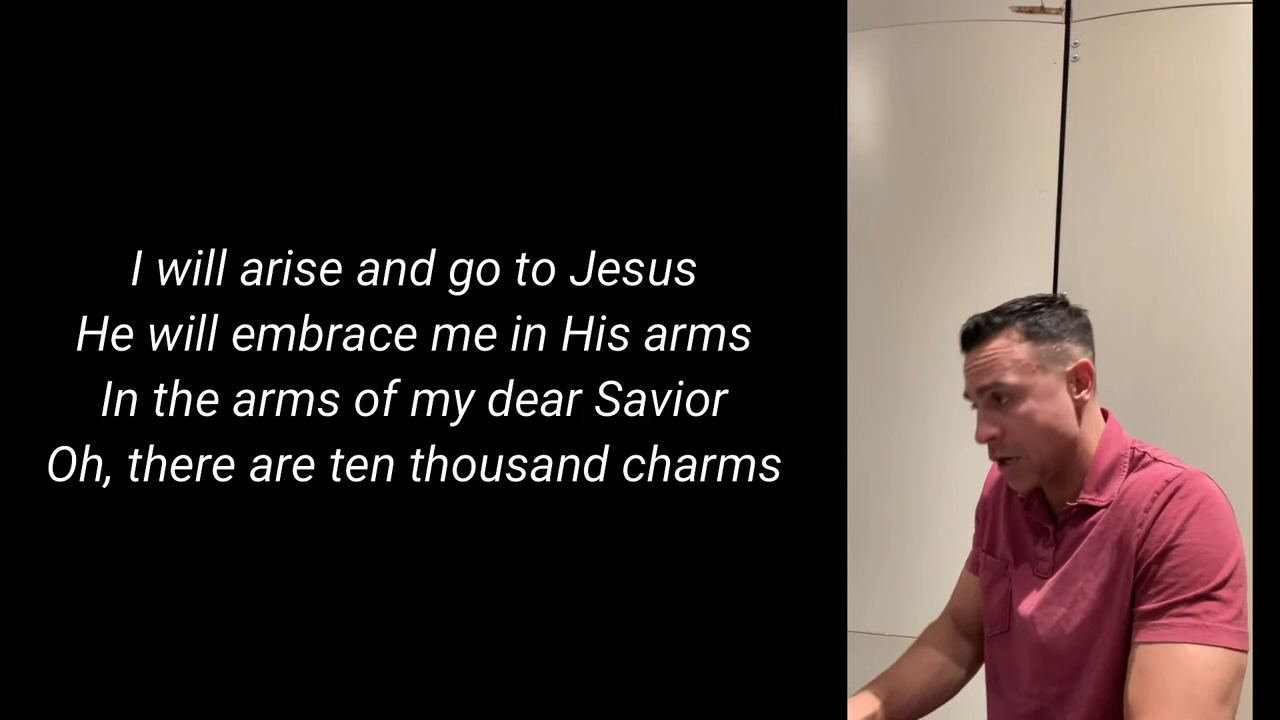 I will arise and go to Jesus
He will embrace me in His arms
In the arms of my dear Savior
Oh, there are ten thousand charms